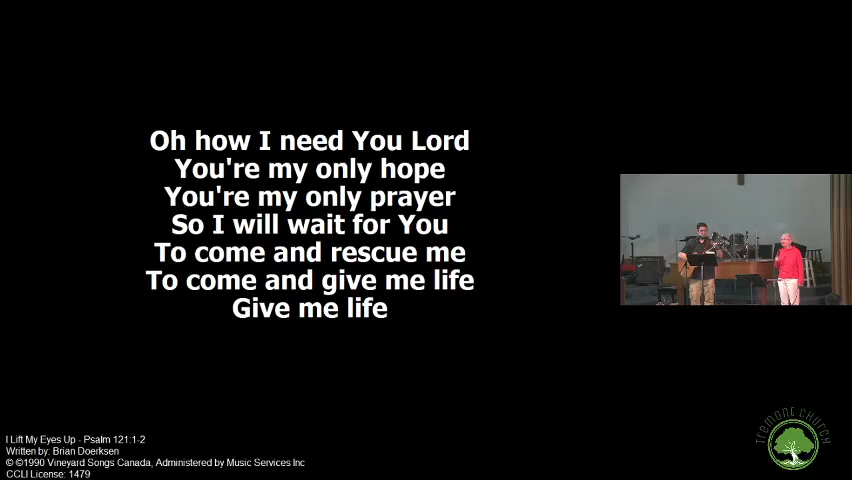 Oh how I need You Lord
You're my only hope
You're my only prayer
So I will wait for You
To come and rescue me
To come and give me life
Give me life
I Lift My Eyes Up - Psalm 121:1-2
Written by: Brian Doerksen
© ©1990 Vineyard Songs Canada, Administered by Music Services Inc
CCLI License: 1479
TREMONT CHURCH